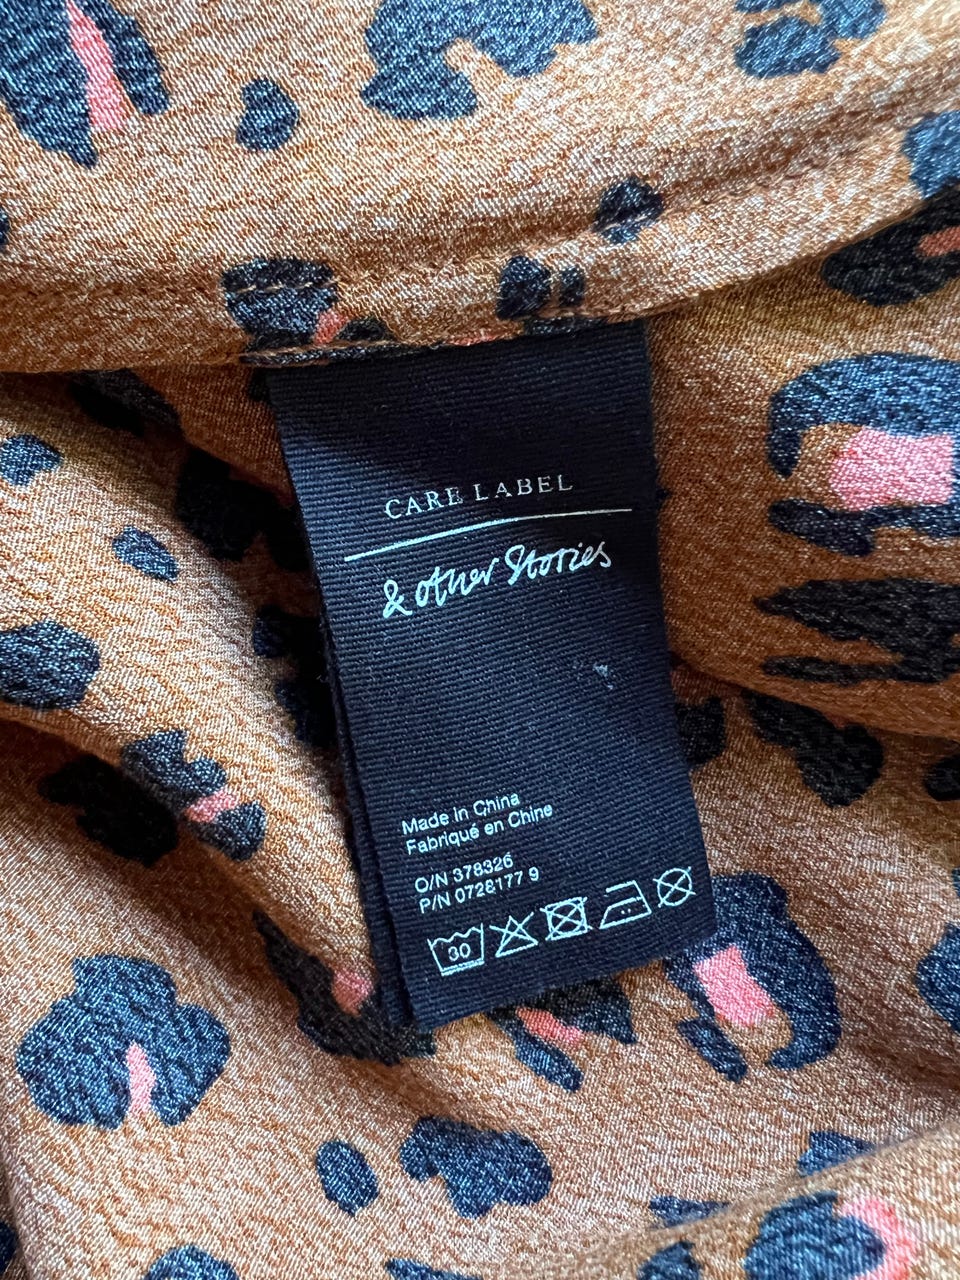 CARE LABEL
& other Stories
Made in China
Fabriqué en Chine
O/N 378326
P/N 0728177 9
30